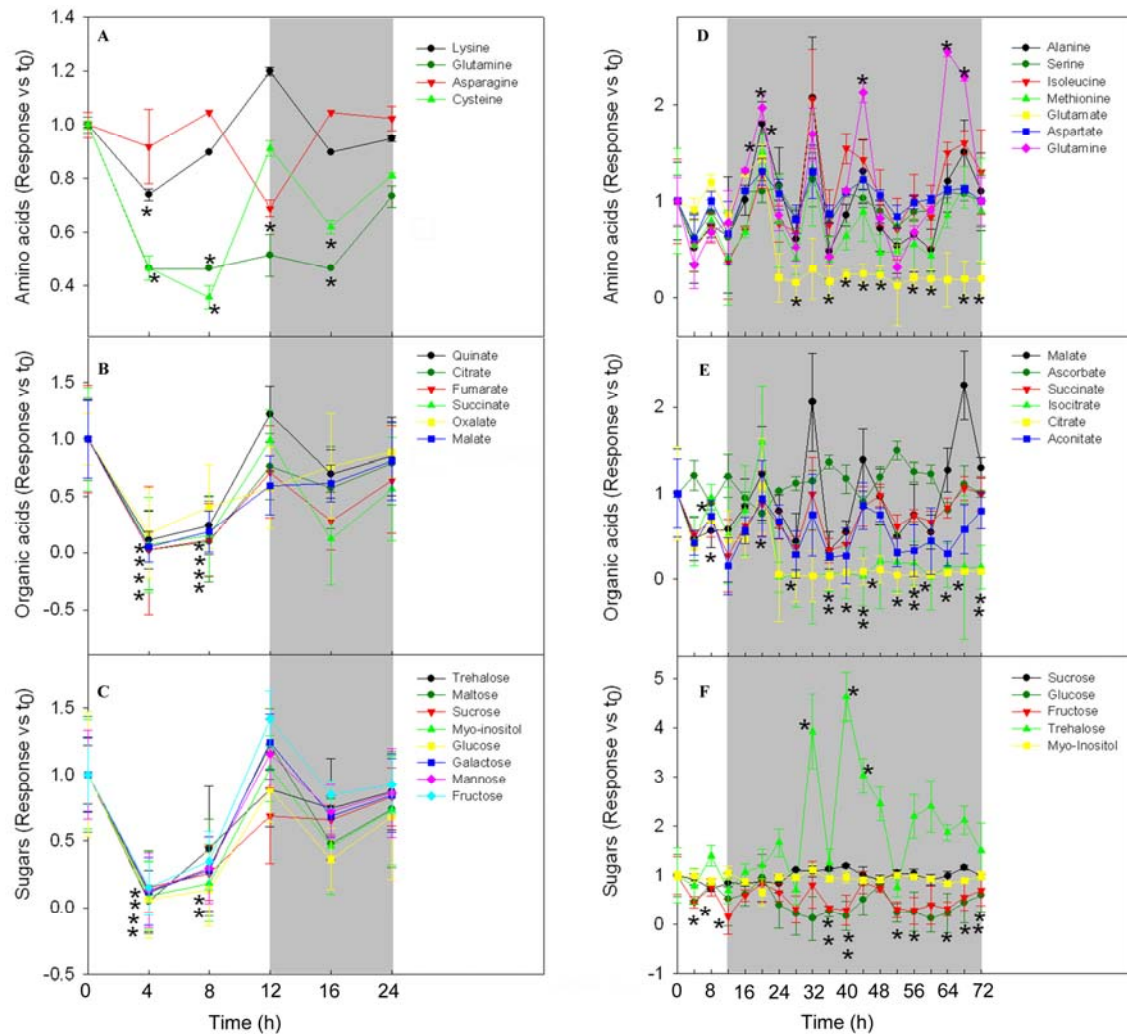 A
Amino acids (Response vs t0)
1.4
1.2
1.0
0.8
0.6
0.4
Lysine
Glutamine
Asparagine
Cysteine
*
*
*
*
*
*
B
Organic acids (Response vs t0)
1.5
1.0
0.5
0.0
-0.5
Quinate
Citrate
Fumarate
Succinate
Oxalate
Malate
*
*
*
*
*
*
*
*
C
Sugars (Response vs t0)
1.5
1.0
0.5
0.0
-0.5
Trehalose
Maltose
Sucrose
Myo-inositol
Glucose
Galactose
Mannose
Fructose
*
*
*
*
*
*
0 4 8 12 16 24
Time (h)
D
Amino acids (Response vs t0)
2
1
0
Alanine
Serine
Isoleucine
Methionine
Glutamate
Aspartate
Glutamine
* * * * * *
* * * * * * * * *
E
Organic acids (Response vs t0)
2
1
0
Malate
Ascorbate
Succinate
Isocitrate
Citrate
Aconitate
* * *
* * * * * * * * * *
* * * *
F
Sugars (Response vs t0)
5
4
3
2
1
0
-1
Sucrose
Glucose
Fructose
Trehalose
Myo-Inositol
* * *
* * * * * * * * * *
* * *
0 8 16 24 32 40 48 56 64 72
Time (h)